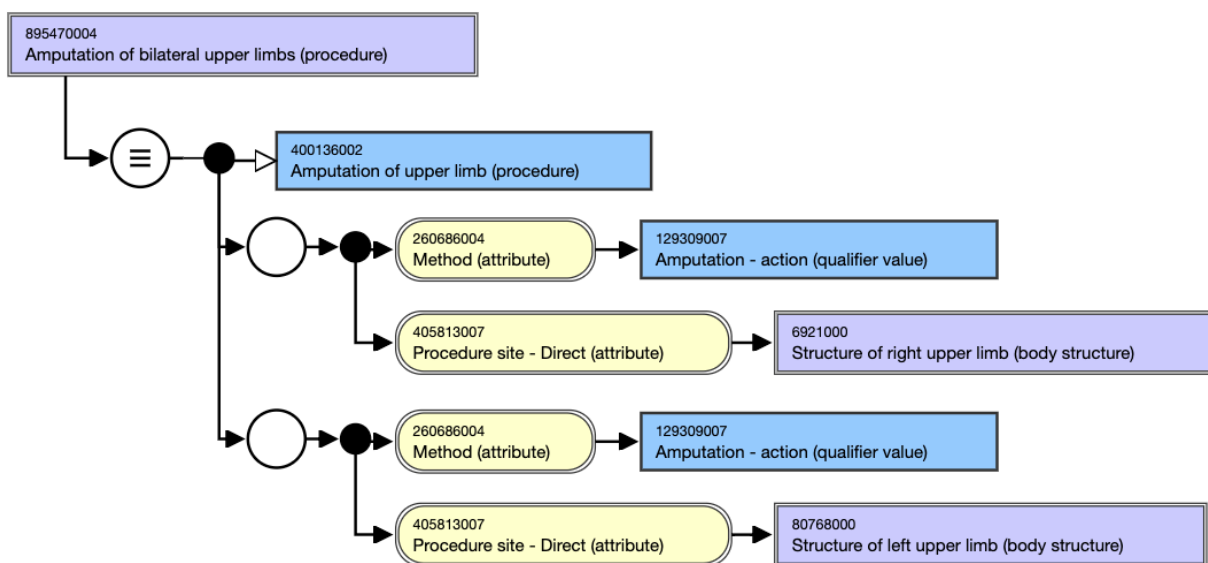 895470004
Amputation of bilateral upper limbs (procedure)
400136002
Amputation of upper limb (procedure)
260686004
Method (attribute)
129309007
Amputation - action (qualifier value)
405813007
Procedure site - Direct (attribute)
6921000
Structure of right upper limb (body structure)
260686004
Method (attribute)
129309007
Amputation - action (qualifier value)
405813007
Procedure site - Direct (attribute)
80768000
Structure of left upper limb (body structure)